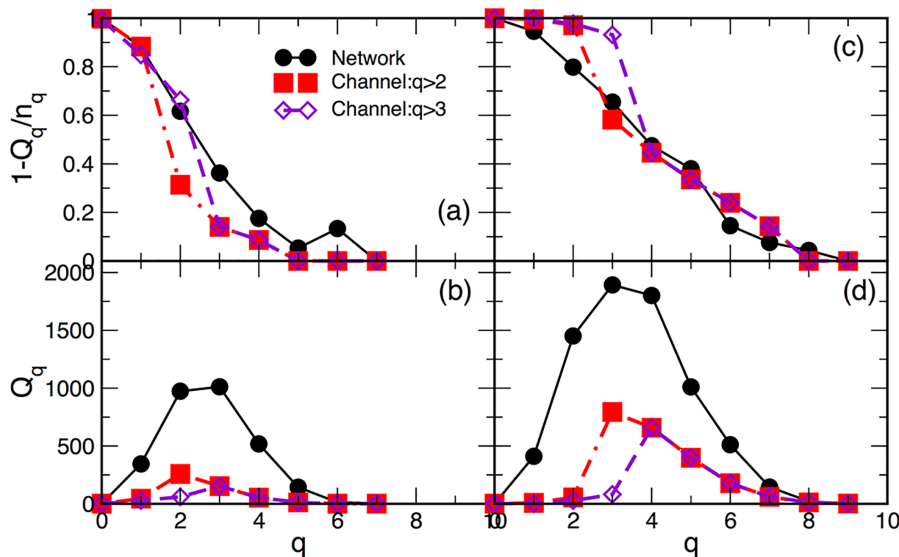 1
0.8
0.6
0.4
0.2
0
1-Q_q/n_q
Network
Channel:q>2
Channel:q>3
(a)
(c)
2000
1500
1000
500
0
Q_q
(b)
(d)
0 2 4 6 8 10
q
0 2 4 6 8 10
q